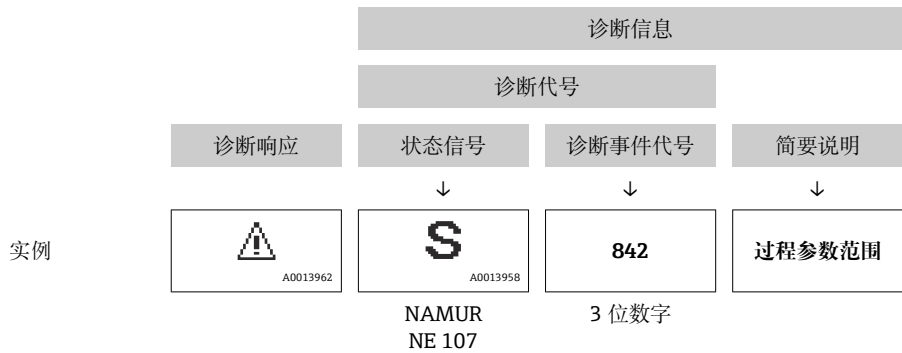 诊断信息
诊断代号
诊断响应 状态信号 诊断事件代号 简要说明
↓ ↓ ↓
实例 ⚠ S 842 过程参数范围
A0013962 A0013958
NAMUR 3 位数字
NE 107